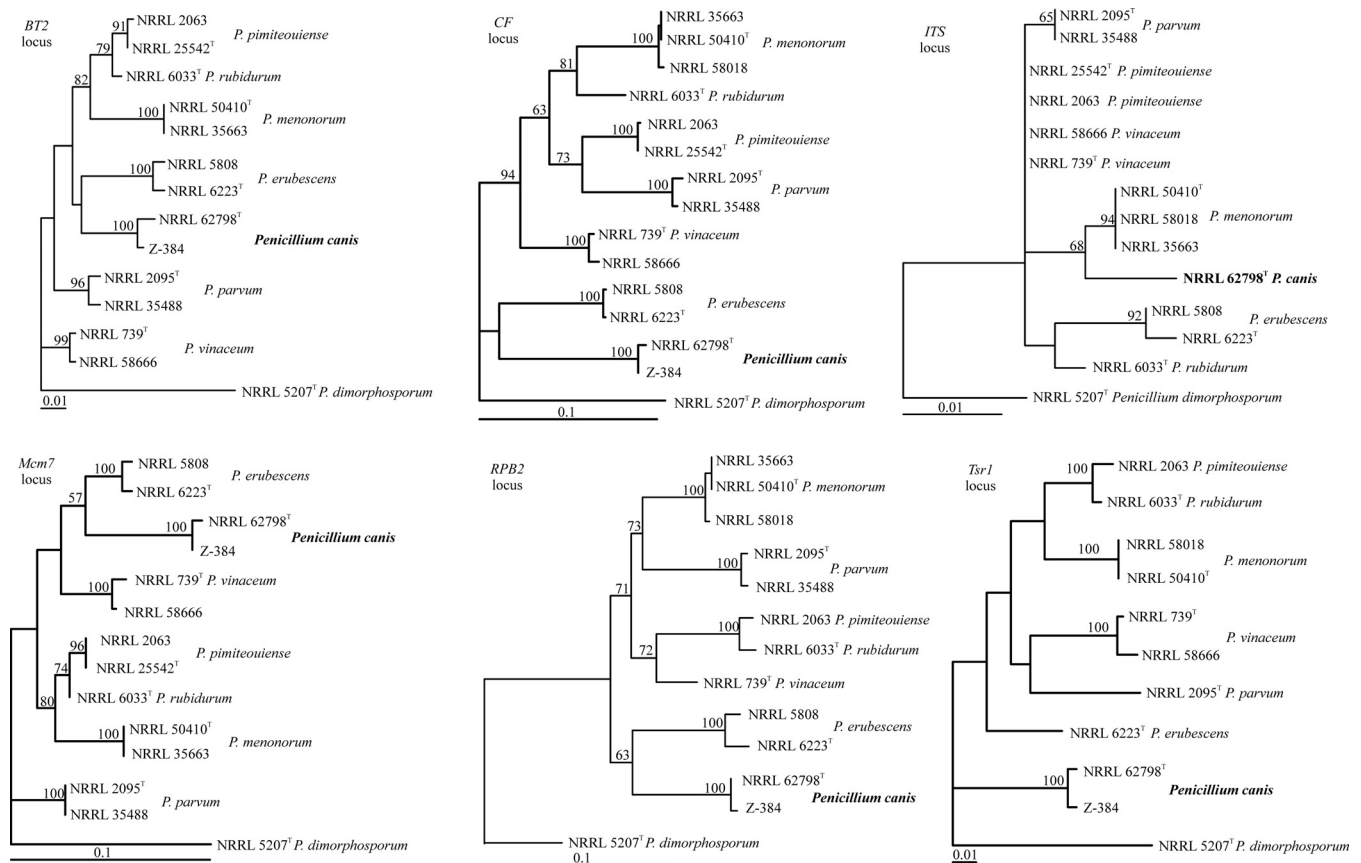 BT2
locus
91
NRRL 2063
P. pimiteouiense
NRRL 25542ᵀ
79
NRRL 6033ᵀ P. rubidurum
82
100
NRRL 50410ᵀ
P. menonorum
NRRL 35663
100
NRRL 5808
P. erubescens
NRRL 6223ᵀ
100
NRRL 62798ᵀ
Penicillium canis
Z-384
96
NRRL 2095ᵀ
P. parvum
NRRL 35488
99
NRRL 739ᵀ
P. vinaceum
NRRL 58666
NRRL 5207ᵀ P. dimorphosporum
0.01
CF
locus
100
NRRL 35663
NRRL 50410ᵀ P. menonorum
NRRL 58018
81
NRRL 6033ᵀ P. rubidurum
63
100
NRRL 2063
P. pimiteouiense
NRRL 25542ᵀ
73
100
NRRL 2095ᵀ
P. parvum
NRRL 35488
94
100
NRRL 739ᵀ P. vinaceum
NRRL 58666
100
NRRL 5808
P. erubescens
NRRL 6223ᵀ
100
NRRL 62798ᵀ
Penicillium canis
Z-384
NRRL 5207ᵀ P. dimorphosporum
0.1
ITS
locus
65
NRRL 2095ᵀ
P. parvum
NRRL 35488
NRRL 25542ᵀ P. pimiteouiense
NRRL 2063 P. pimiteouiense
NRRL 58666 P. vinaceum
NRRL 739ᵀ P. vinaceum
NRRL 50410ᵀ
94
NRRL 58018
P. menonorum
NRRL 35663
68
NRRL 62798ᵀ P. canis
92
NRRL 5808
P. erubescens
NRRL 6223ᵀ
NRRL 6033ᵀ P. rubidurum
NRRL 5207ᵀ Penicillium dimorphosporum
0.01
Mcm7
locus
100
NRRL 5808
P. erubescens
NRRL 6223ᵀ
57
100
NRRL 62798ᵀ
Penicillium canis
Z-384
100
NRRL 739ᵀ P. vinaceum
NRRL 58666
96
NRRL 2063
P. pimiteouiense
NRRL 25542ᵀ
74
NRRL 6033ᵀ P. rubidurum
80
100
NRRL 50410ᵀ
P. menonorum
NRRL 35663
100
NRRL 2095ᵀ
P. parvum
NRRL 35488
NRRL 5207ᵀ P. dimorphosporum
0.1
RPB2
locus
NRRL 35663
100
NRRL 50410ᵀ P. menonorum
NRRL 58018
73
100
NRRL 2095ᵀ
P. parvum
NRRL 35488
71
100
NRRL 2063 P. pimiteouiense
NRRL 6033ᵀ P. rubidurum
72
NRRL 739ᵀ P. vinaceum
100
NRRL 5808
P. erubescens
NRRL 6223ᵀ
63
100
NRRL 62798ᵀ
Penicillium canis
Z-384
NRRL 5207ᵀ P. dimorphosporum
0.1
Tsr1
locus
100
NRRL 2063 P. pimiteouiense
NRRL 6033ᵀ P. rubidurum
100
NRRL 58018
P. menonorum
NRRL 50410ᵀ
100
NRRL 739ᵀ
P. vinaceum
NRRL 58666
NRRL 2095ᵀ P. parvum
NRRL 6223ᵀ P. erubescens
100
NRRL 62798ᵀ
Penicillium canis
Z-384
NRRL 5207ᵀ P. dimorphosporum
0.01